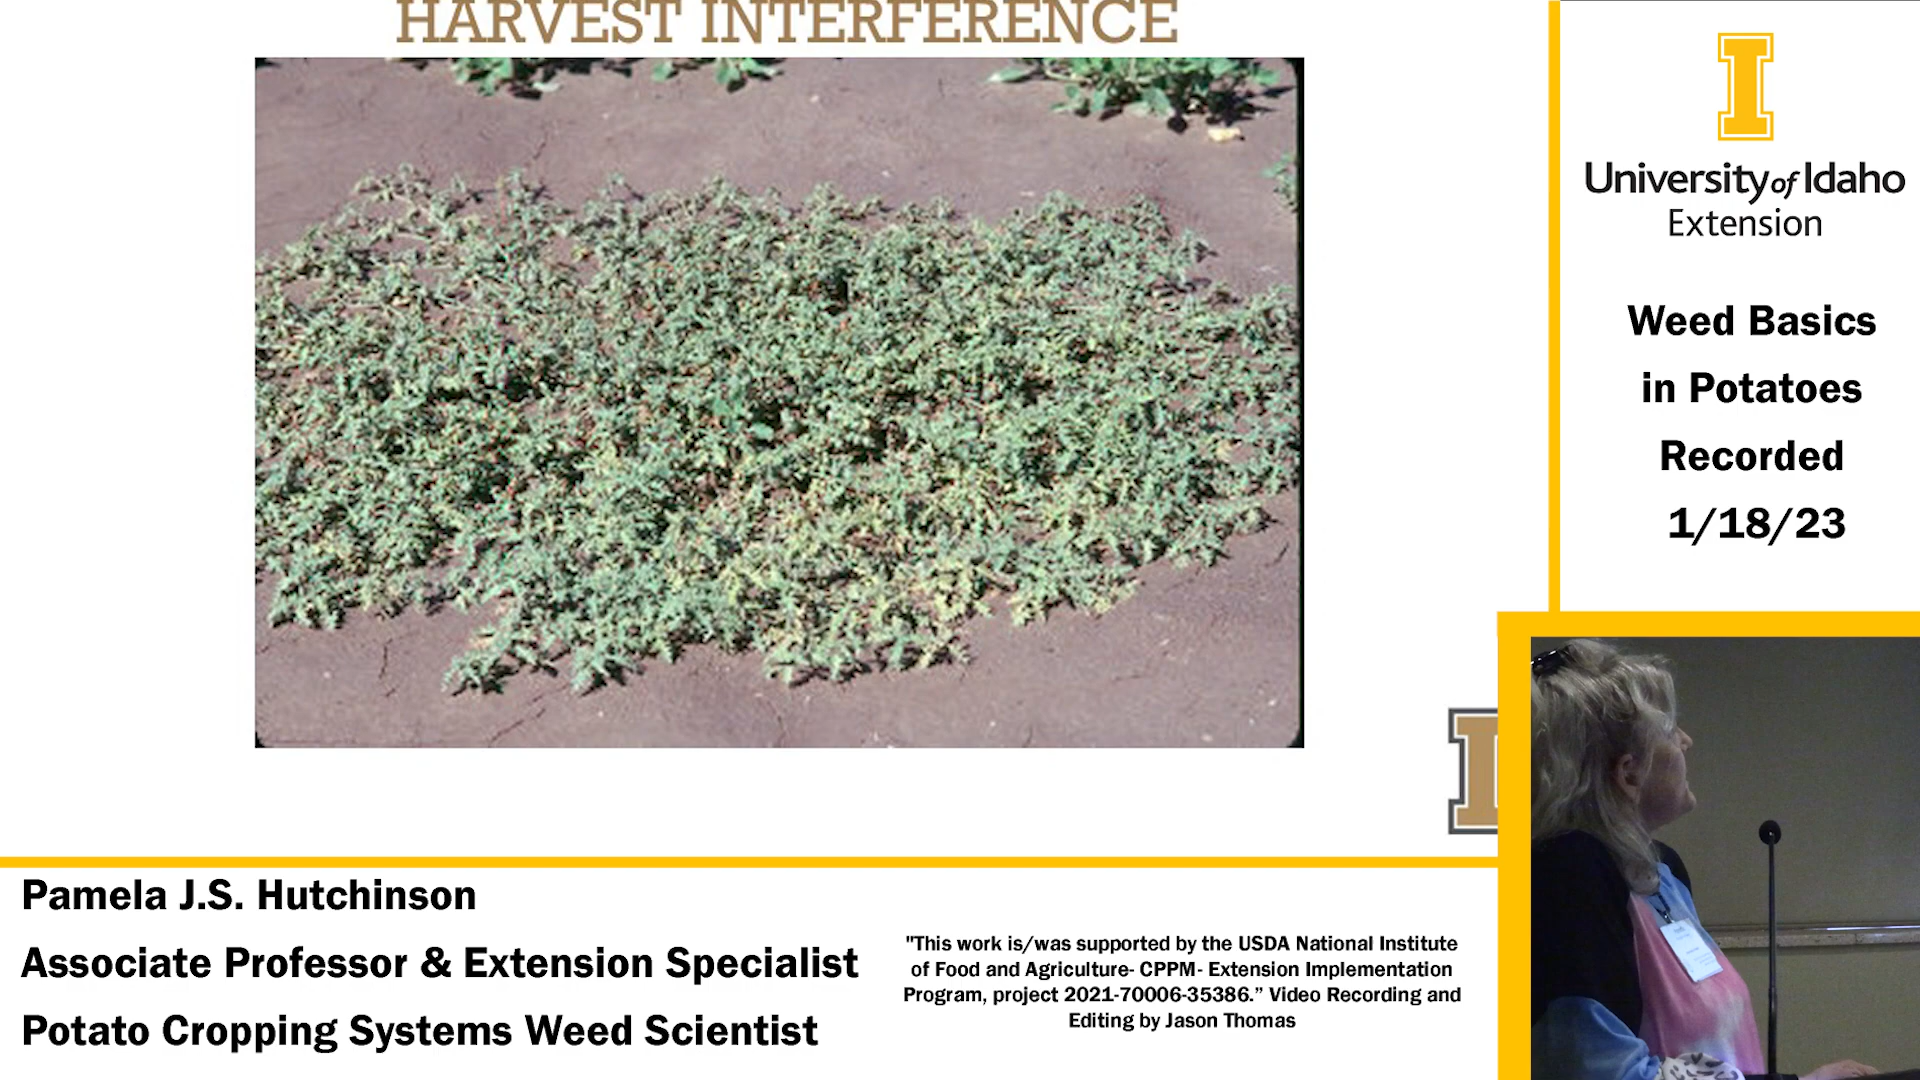 HARVEST INTERFERENCE
I
University of Idaho
Extension
Weed Basics
in Potatoes
Recorded
1/18/23
Pamela J.S. Hutchinson
Associate Professor & Extension Specialist
Potato Cropping Systems Weed Scientist
"This work is/was supported by the USDA National Institute
of Food and Agriculture- CPPM- Extension Implementation
Program, project 2021-70006-35386.” Video Recording and
Editing by Jason Thomas